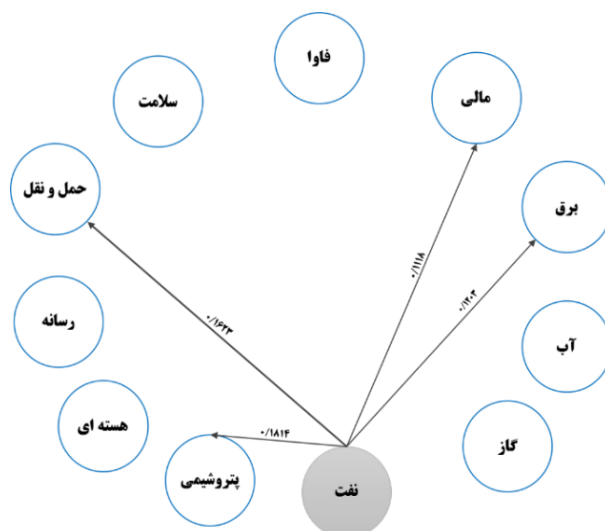 فاوا
مالی
سلامت
حمل و نقل
برق
۰/۱۱۱۸
۰/۱۲۰۳
۰/۱۶۲۳
رسانه
آب
هسته ای
۰/۱۸۱۴
گاز
پتروشیمی
نفت